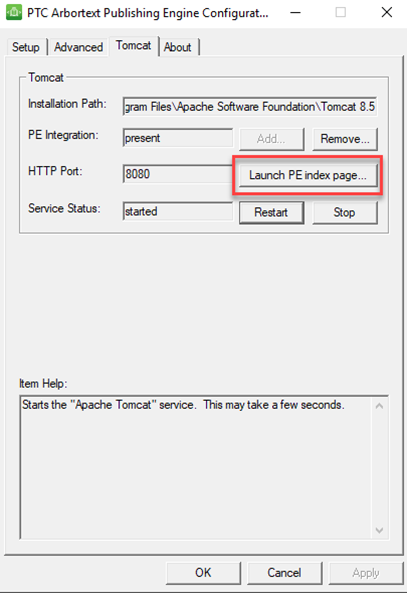 PTC Arbortext Publishing Engine Configurat...
Setup Advanced Tomcat About
Tomcat
Installation Path: gram Files\Apache Software Foundation\Tomcat 8.5
PE Integration: present Add... Remove...
HTTP Port: 8080 Launch PE index page...
Service Status: started Restart Stop
Item Help:
Starts the "Apache Tomcat" service. This may take a few seconds.
OK Cancel Apply